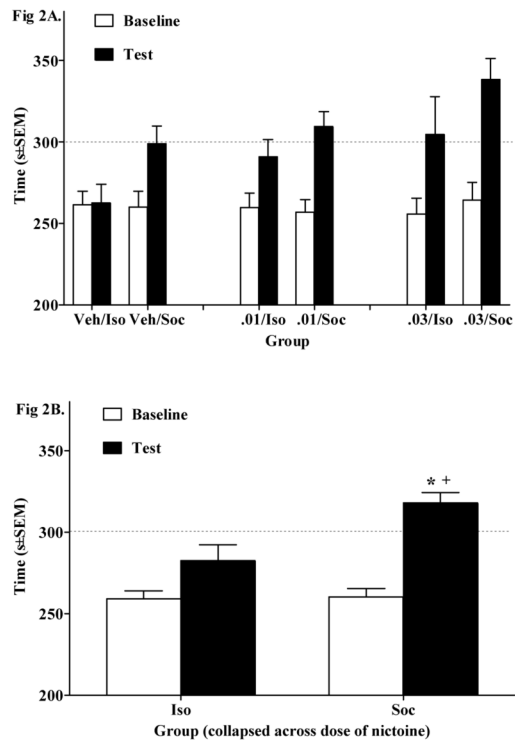 Fig 2A.
Baseline
Test
350
300
250
200
Time (s±SEM)
Veh/Iso Veh/Soc .01/Iso .01/Soc .03/Iso .03/Soc
Group
Fig 2B.
Baseline
Test
350
300
250
200
Time (s±SEM)
* +
Iso Soc
Group (collapsed across dose of nictoine)